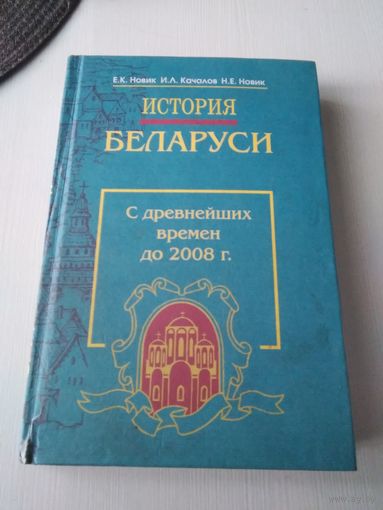 Е.К. Новик И.Л. Качалов Н.Е. Новик
ИСТОРИЯ
БЕЛАРУСИ
С древнейших
времен
до 2008 г.